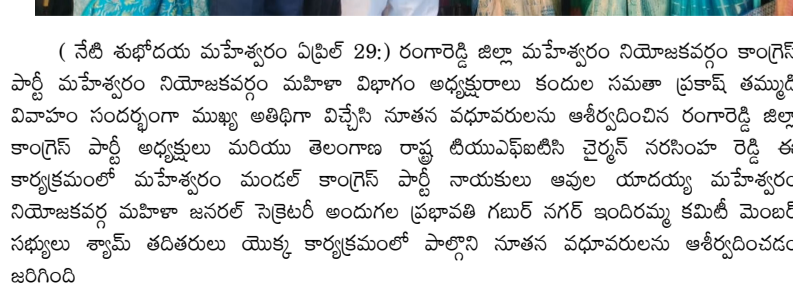 ( నేటి శుభోదయ మహేశ్వరం ఏప్రిల్ 29:) రంగారెడ్డి జిల్లా మహేశ్వరం నియోజకవర్గం కాంగ్రెస్
పార్టీ మహేశ్వరం నియోజకవర్గం మహిళా విభాగం అధ్యక్షురాలు కందుల సమతా ప్రకాష్ తమ్ముడి
వివాహం సందర్భంగా ముఖ్య అతిథిగా విచ్చేసి నూతన వధూవరులను ఆశీర్వదించిన రంగారెడ్డి జిల్లా
కాంగ్రెస్ పార్టీ అధ్యక్షులు మరియు తెలంగాణ రాష్ట్ర టియుఎఫ్ఐటిసి చైర్మన్ నరసింహ రెడ్డి ఈ
కార్యక్రమంలో మహేశ్వరం మండల్ కాంగ్రెస్ పార్టీ నాయకులు ఆవుల యాదయ్య మహేశ్వరం
నియోజకవర్గ మహిళా జనరల్ సెక్రెటరీ అందుగల ప్రభావతి గబుర్ నగర్ ఇందిరమ్మ కమిటీ మెంబర్
సభ్యులు శ్యామ్ తదితరులు యొక్క కార్యక్రమంలో పాల్గొని నూతన వధూవరులను ఆశీర్వదించడం
జరిగింది